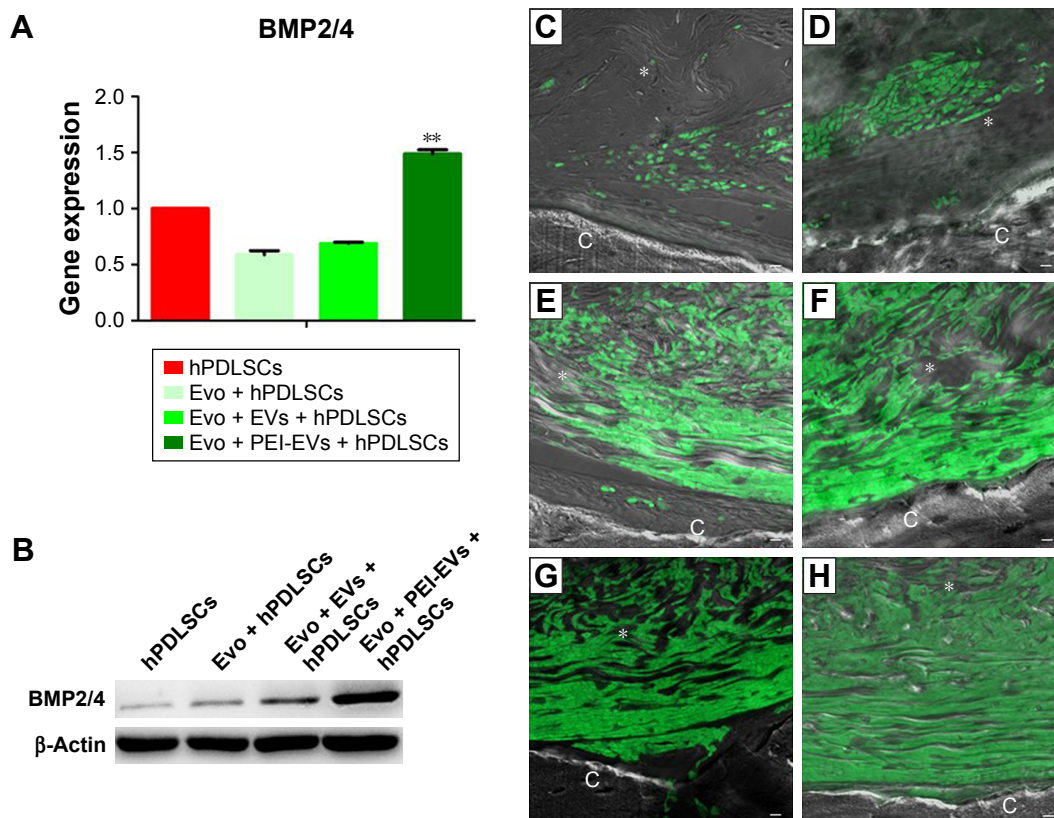 A
BMP2/4
Gene expression
2.0
1.5
1.0
0.5
0.0
**
hPDLSCs
Evo + hPDLSCs
Evo + EVs + hPDLSCs
Evo + PEI-EVs + hPDLSCs
B
hPDLSCs
Evo + hPDLSCs
Evo + EVs +
hPDLSCs
Evo + PEI-EVs +
hPDLSCs
BMP2/4
β-Actin
C
*
C
D
*
C
E
*
C
F
*
C
G
*
C
H
*
C